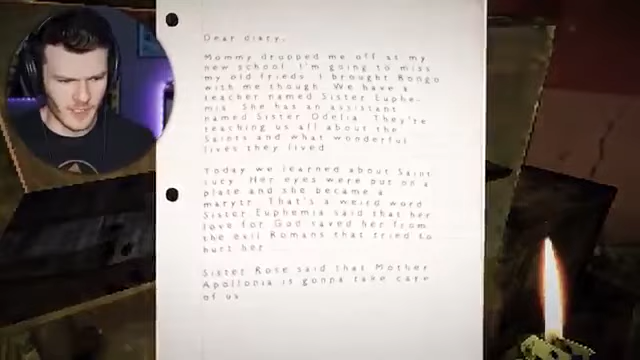 Dear diary,
Mommy dropped me off at my
new school. I'm going to miss
my old frieds. I brought Bongo
with me though. We have a
teacher named Sister Euphe-
mia. She has an assistant
named Sister Odelia. They're
teaching us all about the
Saints and what wonderful
lives they lived.
Today we learned about Saint
Lucy. Her eyes were put on a
plate and she became a
marytr. That's a weird word.
Sister Euphemia said that her
love for God saved her from
the evil Romans that tried to
hurt her.
Sister Rose said that Mother
Apollonia is gonna take care
of us.